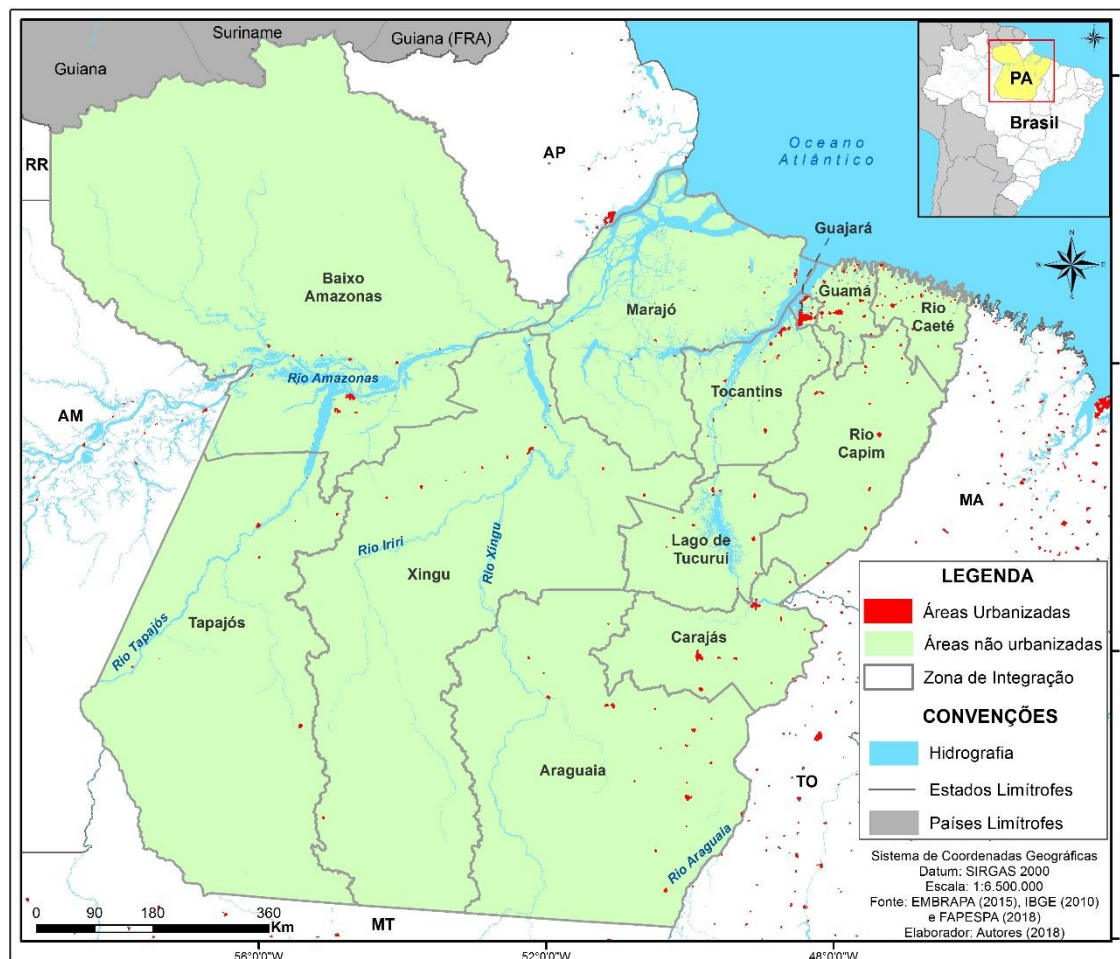 Suriname
Guiana (FRA)
Guiana
PA
Brasil
RR
AP
Oceano
Atlântico
Guajará
Baixo
Amazonas
Marajó
Guamá
Rio
Caeté
Rio Amazonas
AM
Tocantins
Rio
Capim
MA
Rio Iriri
Rio Xingu
Xingu
Lago de
Tucuruí
Tapajós
Rio Tapajós
Carajás
Araguaia
TO
Rio Araguaia
MT
LEGENDA
Áreas Urbanizadas
Áreas não urbanizadas
Zona de Integração
CONVENÇÕES
Hidrografia
Estados Limítrofes
Países Limítrofes
Sistema de Coordenadas Geográficas
Datum: SIRGAS 2000
Escala: 1:6.500.000
Fonte: EMBRAPA (2015), IBGE (2010)
e FAPESPA (2018)
Elaborador: Autores (2018)
0 90 180 360
Km
56°0'0"W 52°0'0"W 48°0'0"W